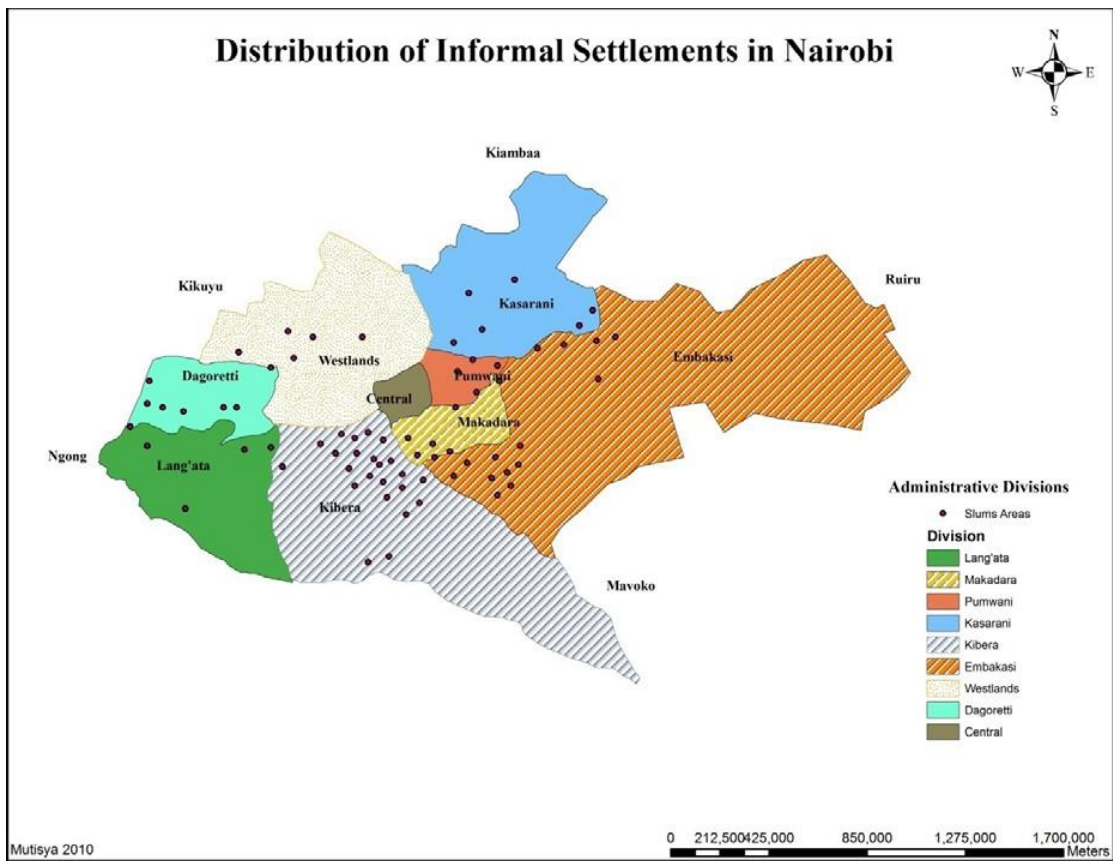 Distribution of Informal Settlements in Nairobi
N
W E
S
Kiambaa
Kikuyu
Ruiru
Kasarani
Westlands
Embakasi
Dagoretti
Pumwani
Central
Makadara
Ngong
Lang'ata
Kibera
Mavoko
Administrative Divisions
Slums Areas
Division
Lang'ata
Makadara
Pumwani
Kasarani
Kibera
Embakasi
Westlands
Dagoretti
Central
Mutisya 2010
0 212,500425,000 850,000 1,275,000 1,700,000
Meters